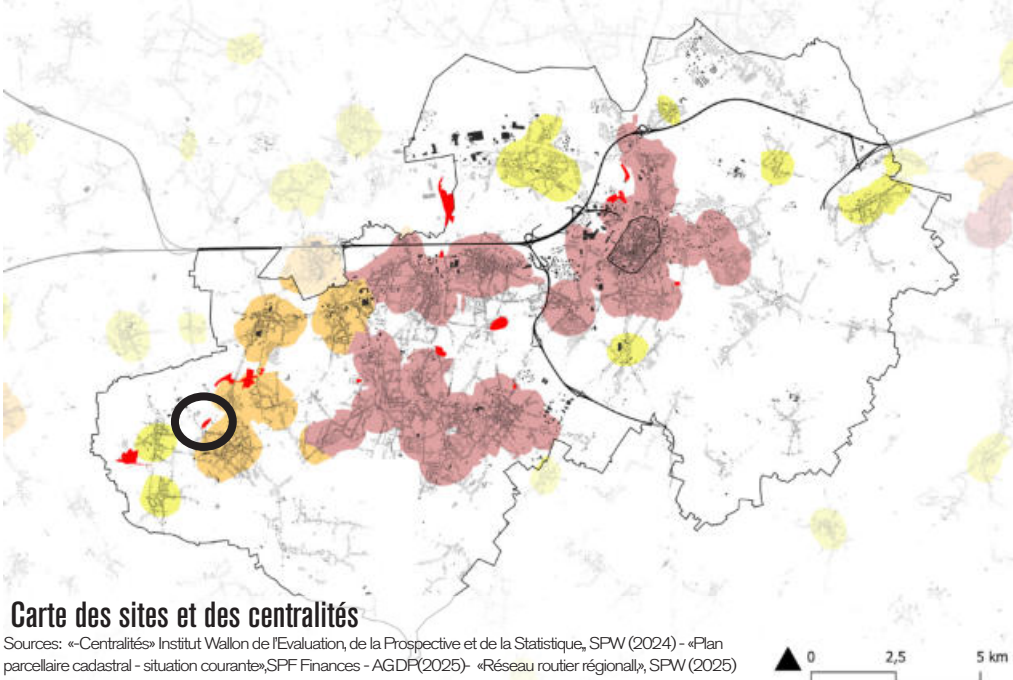 Carte des sites et des centralités
Sources: «-Centralités» Institut Wallon de l'Evaluation, de la Prospective et de la Statistique,, SPW (2024) - «Plan
parcellaire cadastral - situation courante»,SPF Finances - AGDP(2025)- «Réseau routier régional,», SPW (2025)
0 2,5 5 km